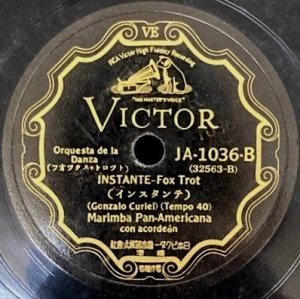 VE
RCA Victor High Fidelity Recording
"HIS MASTER'S VOICE"
VICTOR
Orquesta de la
Danza
(フオツクス・トロツト)
JA-1036-B
(32563-B)
INSTANTE-Fox Trot
(インスタンテ)
(Gonzalo Curiel) (Tempo 40)
Marimba Pan-Americana
con acordeón